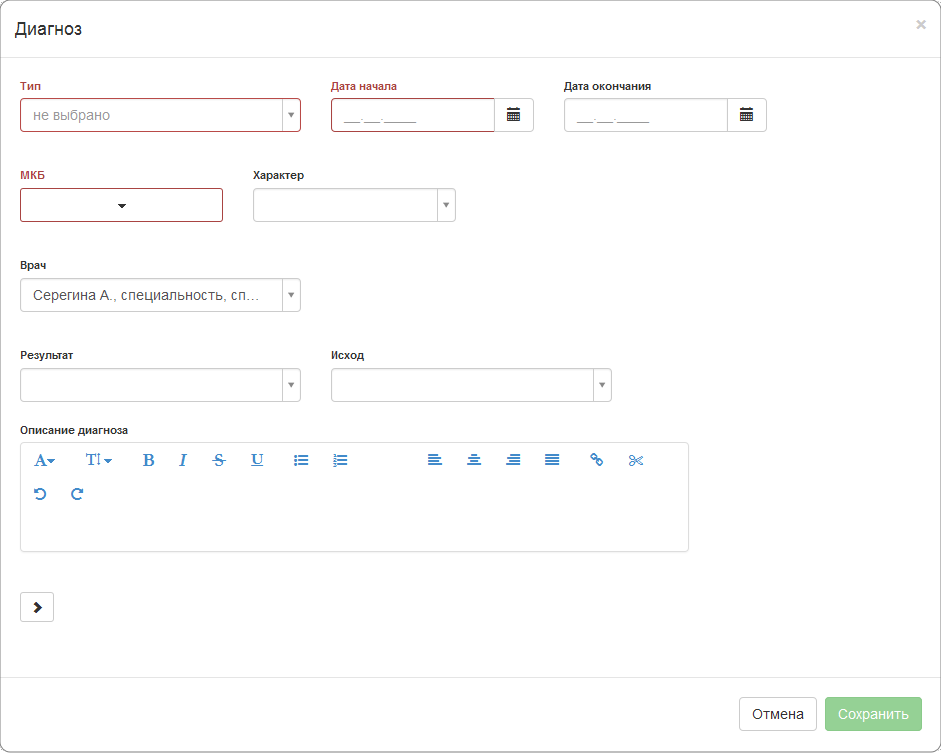 Диагноз
×
Тип Дата начала Дата окончания
не выбрано __.__.____ __.__.____
МКБ Характер
Врач
Серегина А., специальность, сп...
Результат Исход
Описание диагноза
A T B I S U
Отмена Сохранить